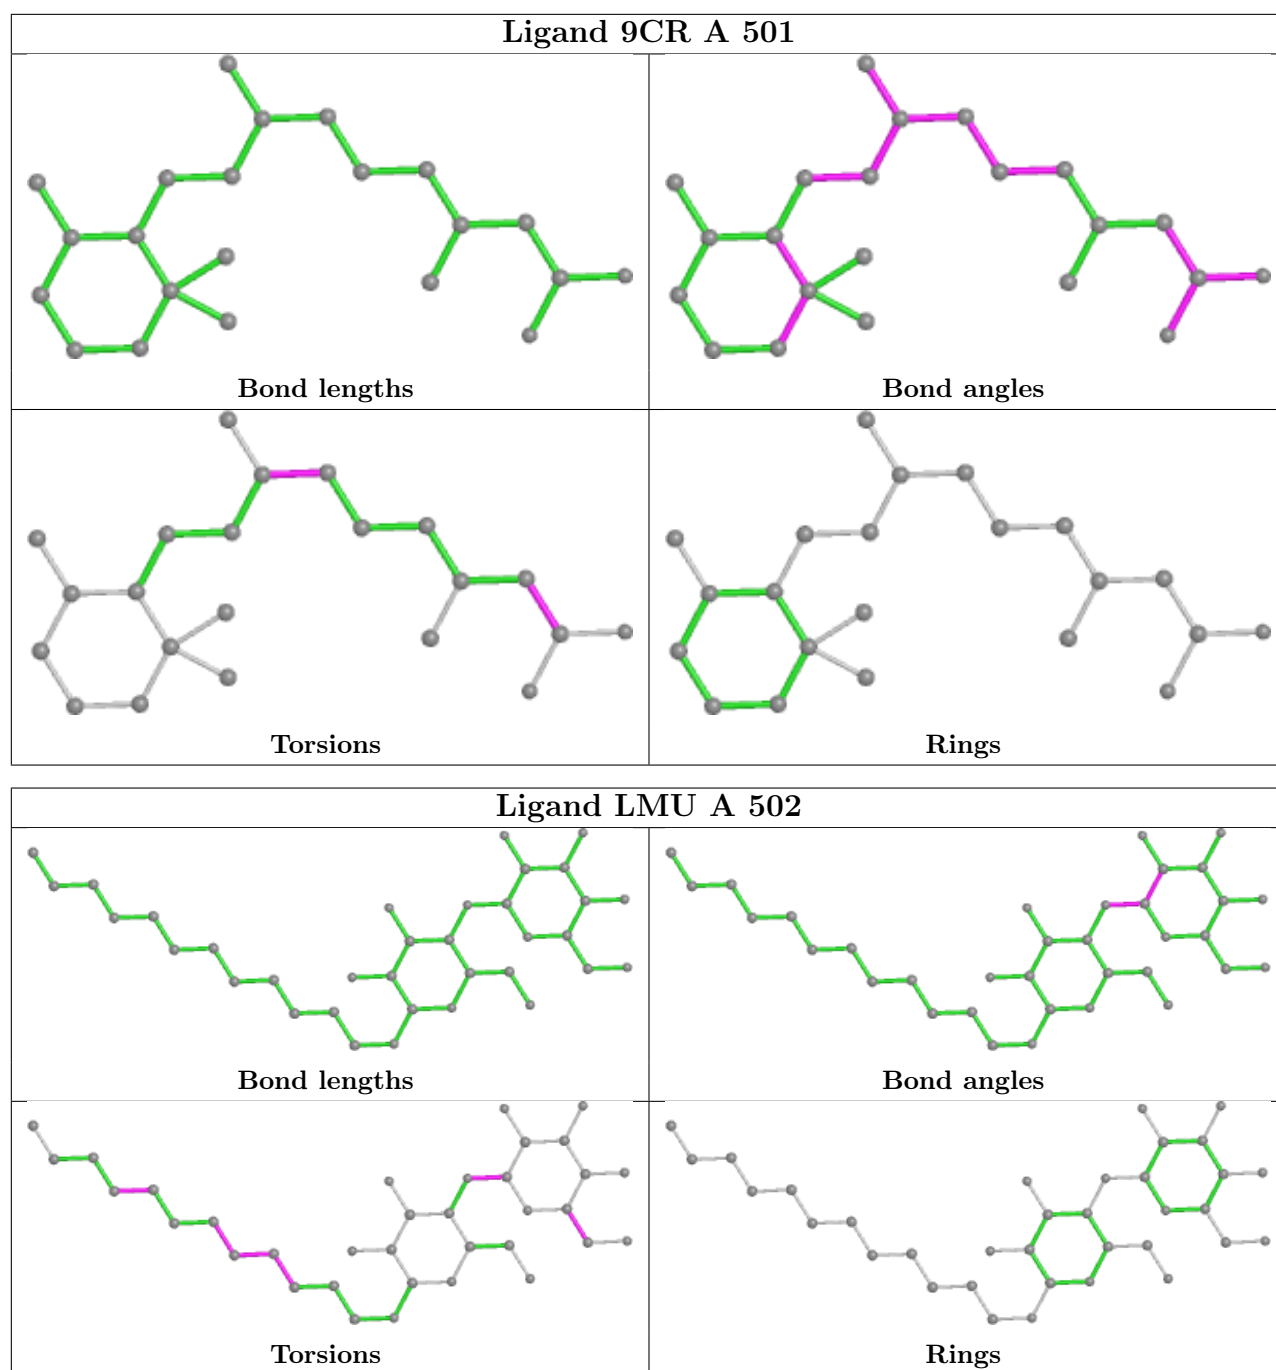 Ligand 9CR A 501
Bond lengths
Bond angles
Torsions
Rings
Ligand LMU A 502
Bond lengths
Bond angles
Torsions
Rings